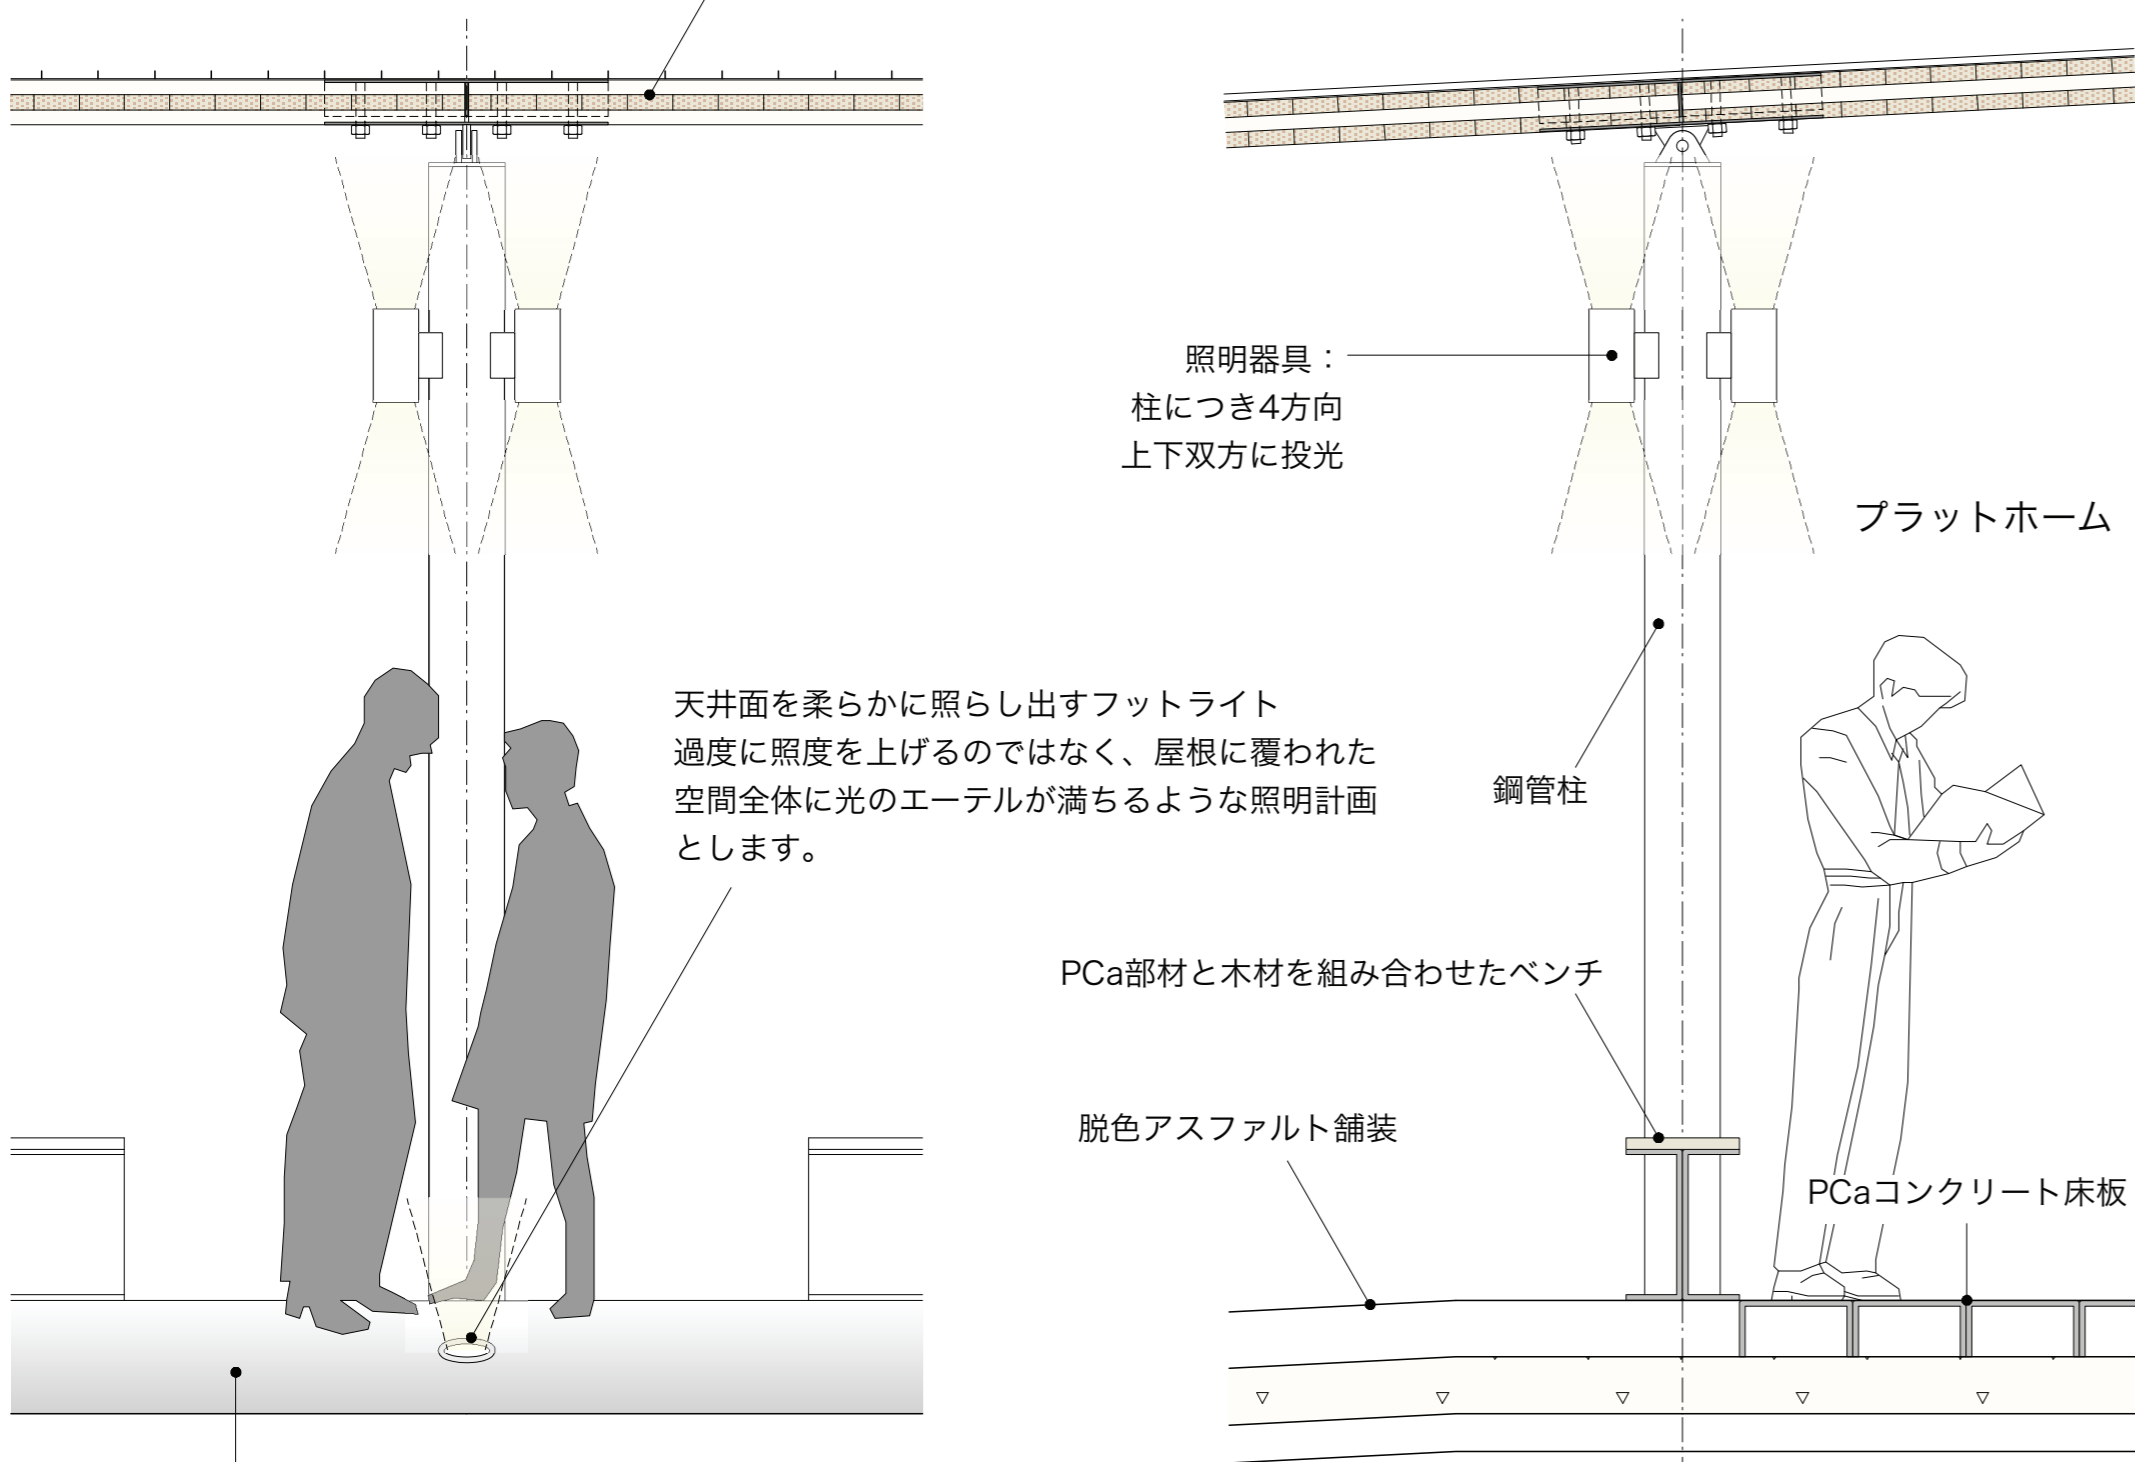 照明器具：
柱につき4方向
上下双方に投光
プラットホーム
天井面を柔らかに照らし出すフットライト
過度に照度を上げるのではなく、屋根に覆われた
空間全体に光のエーテルが満ちるような照明計画
とします。
鋼管柱
PCa部材と木材を組み合わせたベンチ
脱色アスファルト舗装
PCaコンクリート床板